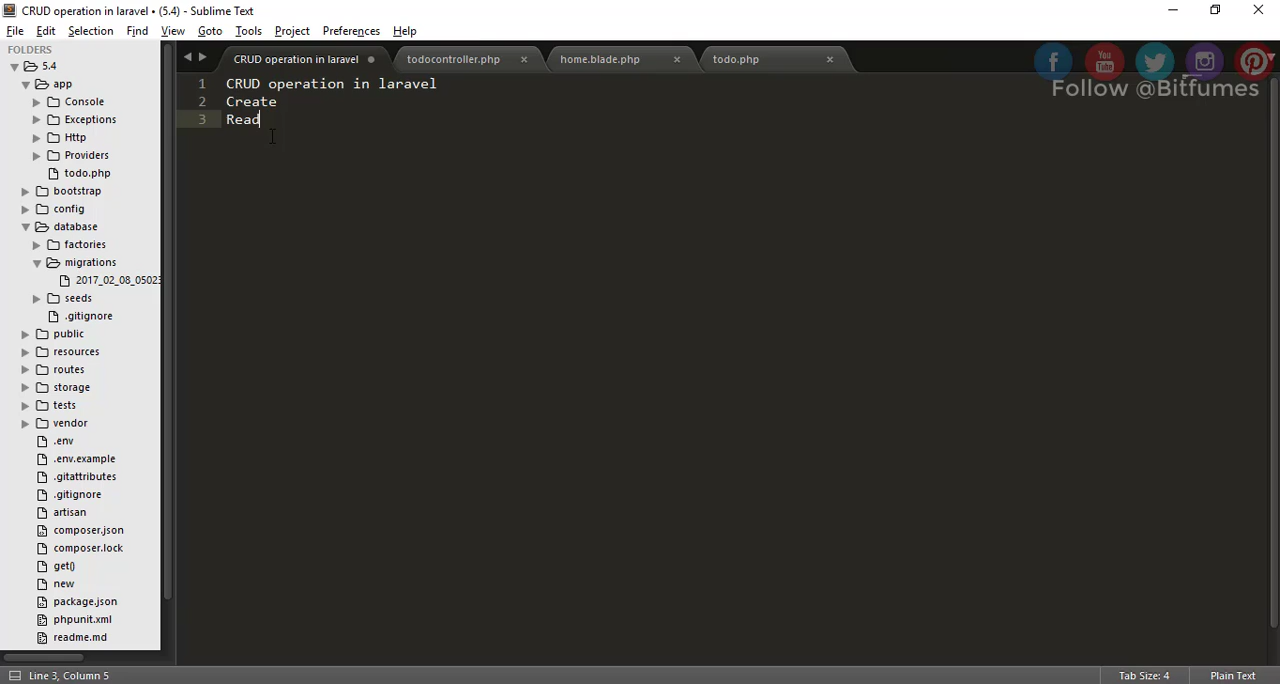 CRUD operation in laravel • (5.4) - Sublime Text
File Edit Selection Find View Goto Tools Project Preferences Help
FOLDERS
5.4
app
Console
Exceptions
Http
Providers
todo.php
bootstrap
config
database
factories
migrations
2017_02_08_05023
seeds
.gitignore
public
resources
routes
storage
tests
vendor
.env
.env.example
.gitattributes
.gitignore
artisan
composer.json
composer.lock
get()
new
package.json
phpunit.xml
readme.md
CRUD operation in laravel todocontroller.php home.blade.php todo.php
You Tube
Follow @Bitfumes
1 CRUD operation in laravel
2 Create
3 Read
Line 3, Column 5 Tab Size: 4 Plain Text